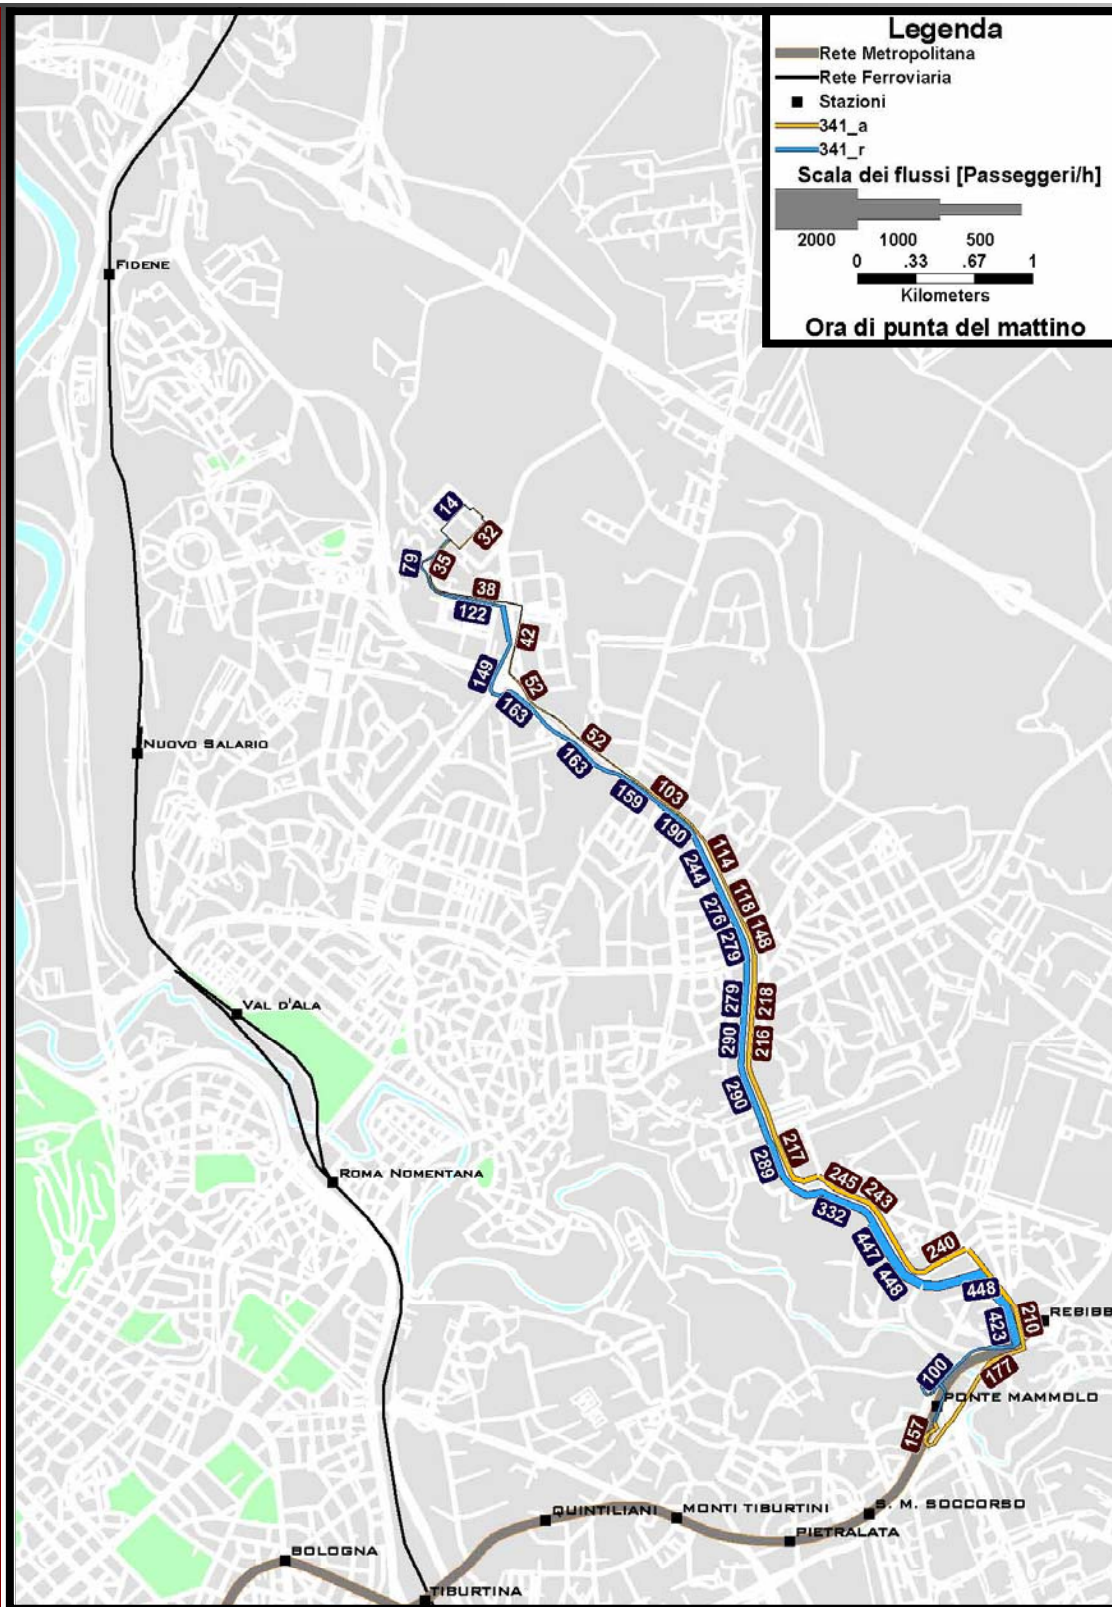 Legenda
Rete Metropolitana
Rete Ferroviaria
Stazioni
341_a
341_r
Scala dei flussi [Passeggeri/h]
2000 1000 500
0 .33 .67 1
Kilometers
Ora di punta del mattino
FIDENE
14
32
79
35
38
122
42
149
52
163
52
163
NUOVO SALARIO
159
103
190
114
244
118
276
148
279
279
218
VAL D'ALA
290
216
290
217
289
ROMA NOMENTANA
245
243
332
447
240
448
448
423
210
REBIBB
100
177
PONTE MAMMOLO
157
QUINTILIANI
MONTI TIBURTINI
S. M. SOCCORSO
PIETRALATA
BOLOGNA
TIBURTINA